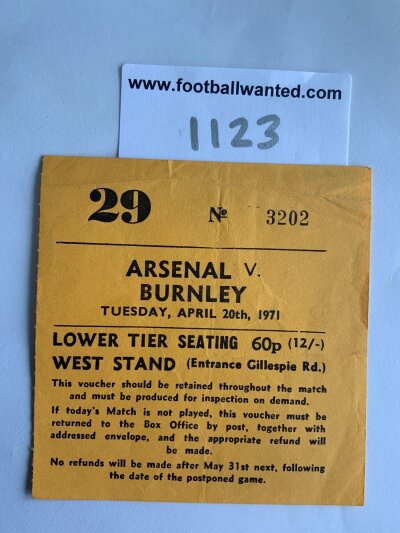 www.footballwanted.com
1123
29 № 3202
ARSENAL V.
BURNLEY
TUESDAY, APRIL 20th, 1971
LOWER TIER SEATING 60p (12/-)
WEST STAND (Entrance Gillespie Rd.)
This voucher should be retained throughout the match
and must be produced for inspection on demand.
If today's Match is not played, this voucher must be
returned to the Box Office by post, together with
addressed envelope, and the appropriate refund will
be made.
No refunds will be made after May 31st next, following
the date of the postponed game.